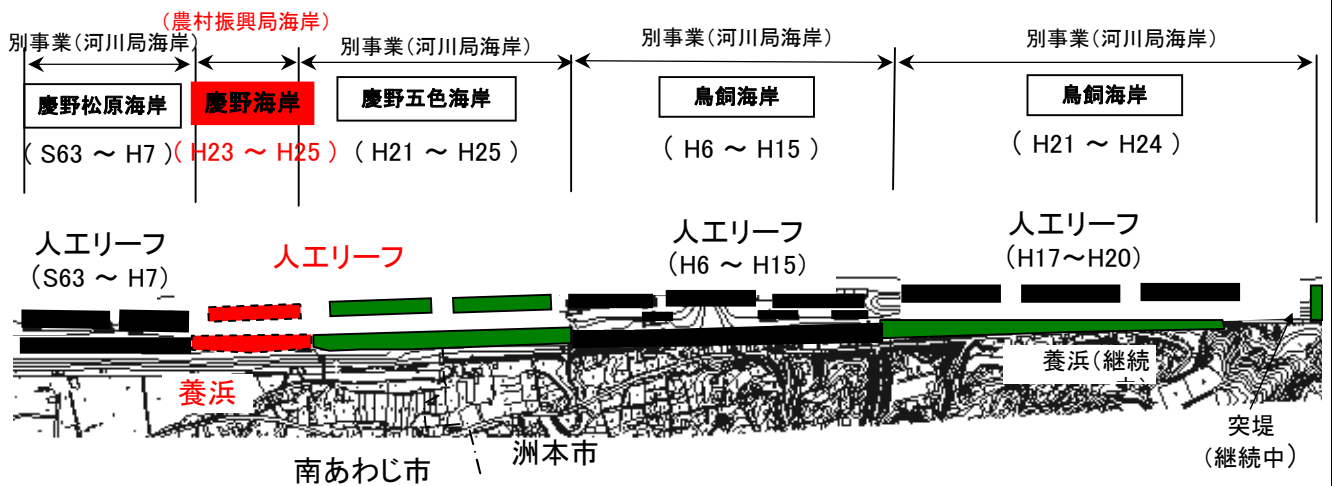 (農村振興局海岸)
別事業(河川局海岸)
別事業(河川局海岸)
別事業(河川局海岸)
別事業(河川局海岸)
慶野松原海岸
慶野海岸
慶野五色海岸
鳥飼海岸
鳥飼海岸
( S63 ～ H7 )
( H23 ～ H25 )
( H21 ～ H25 )
( H6 ～ H15 )
( H21 ～ H24 )
人工リーフ
(S63 ～ H7)
人工リーフ
人工リーフ
(H6 ～ H15)
人工リーフ
(H17～H20)
養浜
養浜(継続
突堤
(継続中)
南あわじ市
洲本市